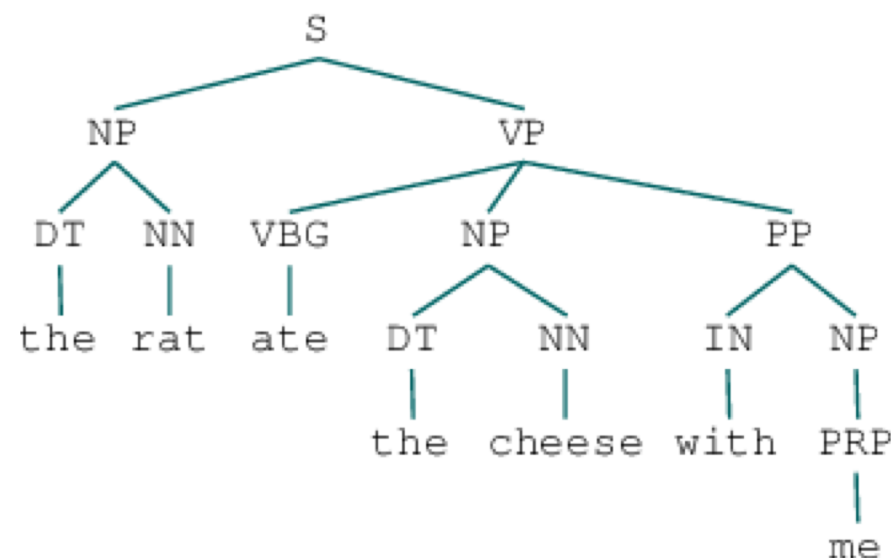 S
NP VP
DT NN VBG NP PP
the rat ate DT NN IN NP
the cheese with PRP
me